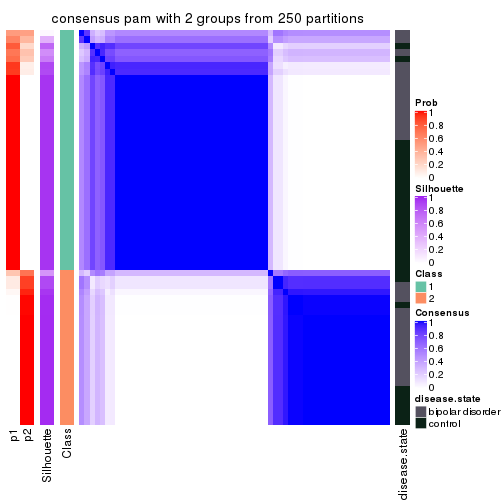 consensus pam with 2 groups from 250 partitions
Prob
1
0.8
0.6
0.4
0.2
0
Silhouette
1
0.8
0.6
0.4
0.2
0
Class
1
2
Consensus
1
0.8
0.6
0.4
0.2
0
disease.state
bipolar disorder
control
p1
p2
Silhouette
Class
disease.state